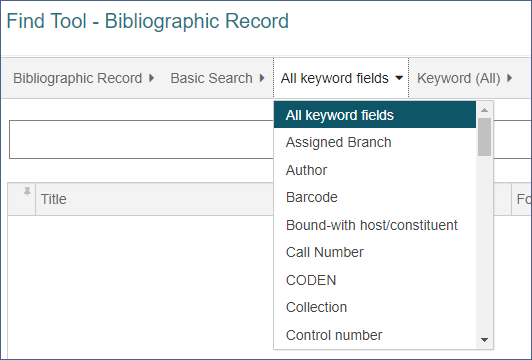 Find Tool - Bibliographic Record
Bibliographic Record Basic Search All keyword fields Keyword (All)
All keyword fields
Assigned Branch
Author
Barcode
Title Bound-with host/constituent Fo
Call Number
CODEN
Collection
Control number